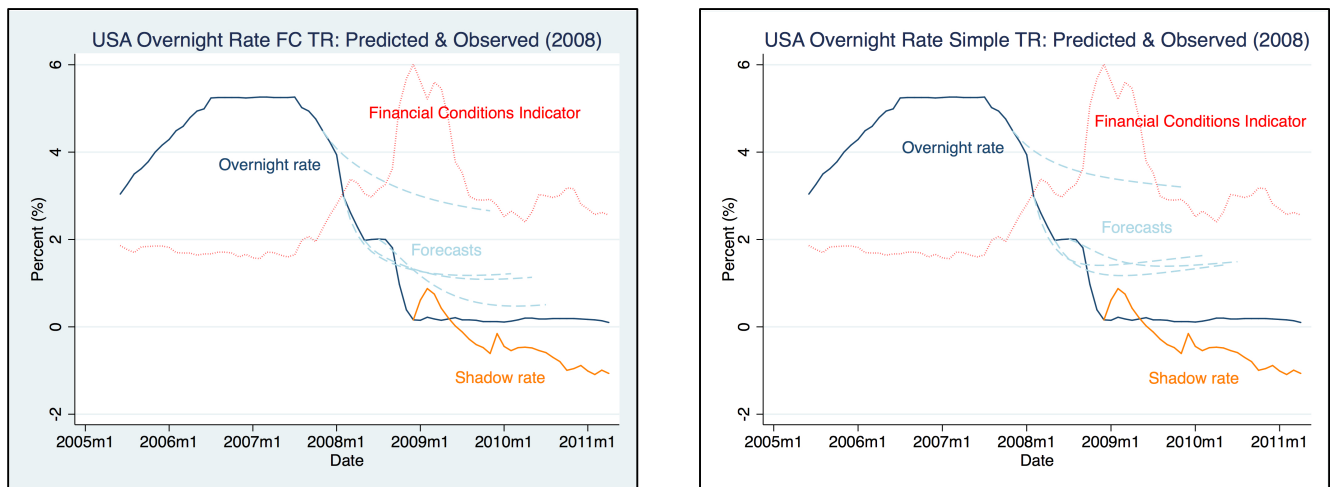 USA Overnight Rate FC TR: Predicted & Observed (2008)
6
4
2
0
-2
Percent (%)
Financial Conditions Indicator
Overnight rate
Forecasts
Shadow rate
2005m1 2006m1 2007m1 2008m1 2009m1 2010m1 2011m1
Date
USA Overnight Rate Simple TR: Predicted & Observed (2008)
6
4
2
0
-2
Percent (%)
Financial Conditions Indicator
Overnight rate
Forecasts
Shadow rate
2005m1 2006m1 2007m1 2008m1 2009m1 2010m1 2011m1
Date